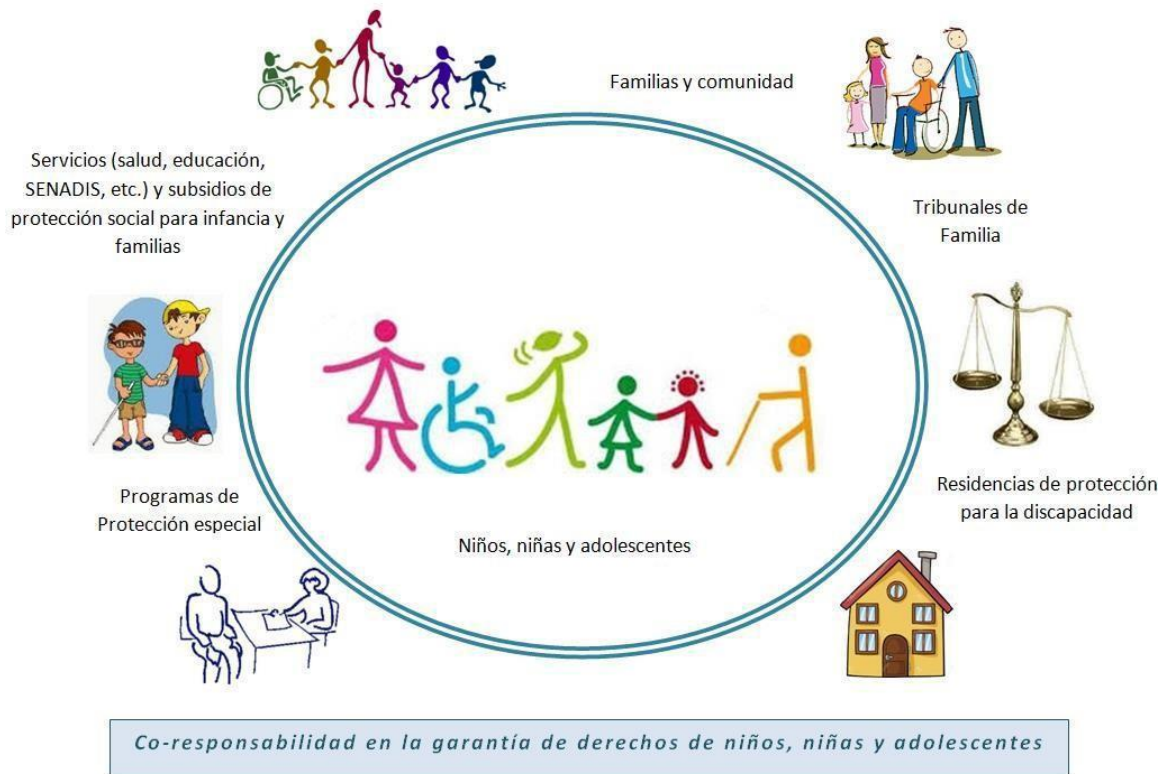 Familias y comunidad
Servicios (salud, educación,
SENADIS, etc.) y subsidios de
protección social para infancia y
familias
Tribunales de
Familia
Programas de
Protección especial
Residencias de protección
para la discapacidad
Niños, niñas y adolescentes
Co-responsabilidad en la garantía de derechos de niños, niñas y adolescentes